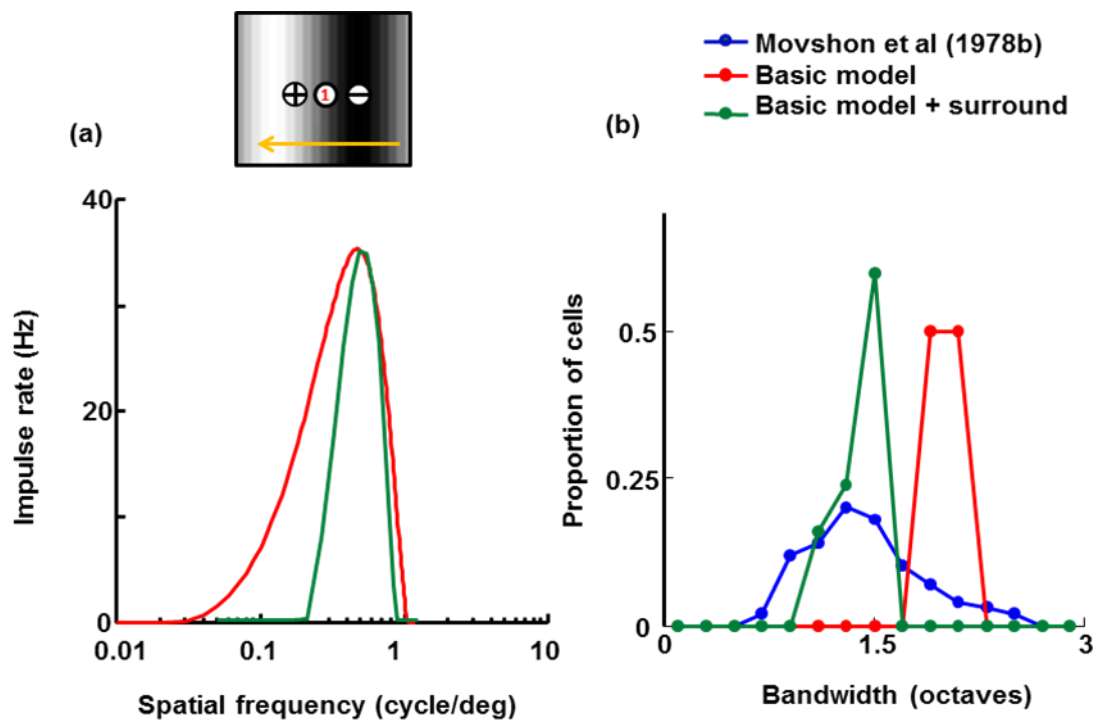 Movshon et al (1978b)
Basic model
Basic model + surround
(a)
1
(b)
40
20
0
Impulse rate (Hz)
0.01 0.1 1 10
Spatial frequency (cycle/deg)
0.5
0.25
0
Proportion of cells
0 1.5 3
Bandwidth (octaves)